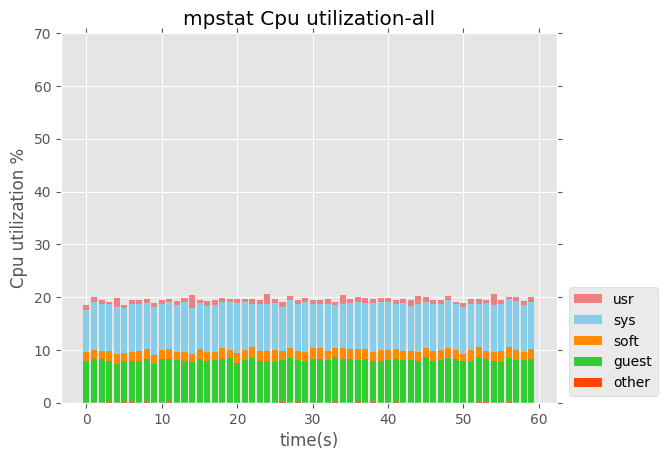 mpstat Cpu utilization-all
70
60
50
40
30
20
10
0
Cpu utilization %
0 10 20 30 40 50 60
time(s)
usr
sys
soft
guest
other